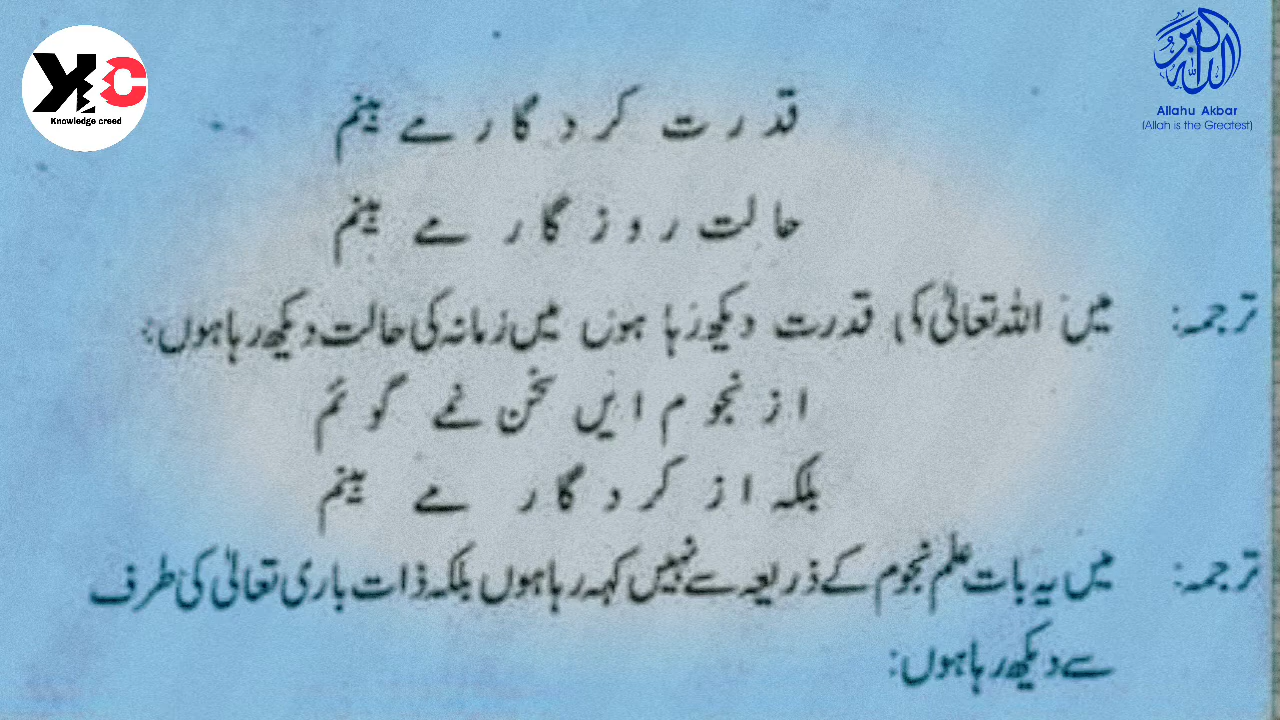 Knowledge creed
الله أكبر
Allahu Akbar
(Allah is the Greatest)
قدرت کردگار مے بینم
حالت روزگار مے بینم
ترجمہ: میں اللہ تعالیٰ کی قدرت دیکھ رہا ہوں میں زمانہ کی حالت دیکھ رہا ہوں:
از نجوم ایں سخن نمے گوئم
بلکہ از کردگار مے بینم
ترجمہ: میں یہ بات علم نجوم کے ذریعہ سے نہیں کہہ رہا ہوں بلکہ ذات باری تعالیٰ کی طرف
سے دیکھ رہا ہوں: